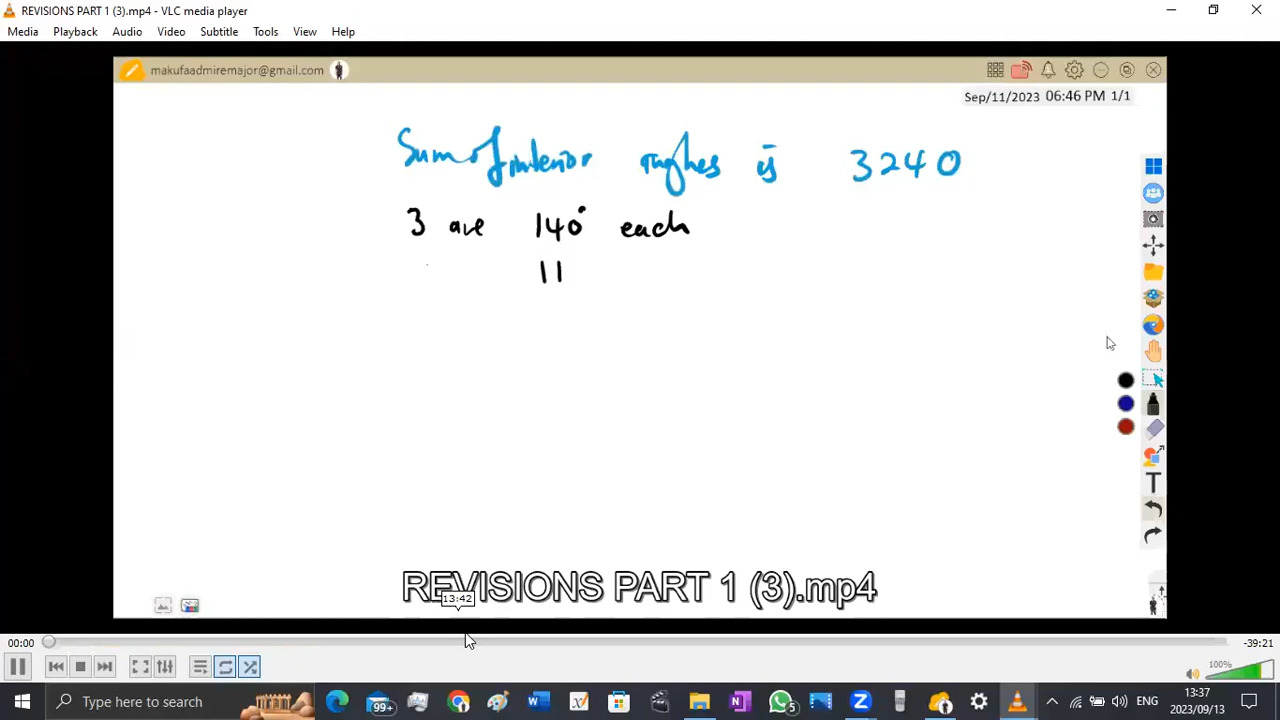 REVISIONS PART 1 (3).mp4 - VLC media player
Media Playback Audio Video Subtitle Tools View Help
makufaadmiremajor@gmail.com
Sep/11/2023 06:46 PM 1/1
Sum of interior angles is 3240
3 are 140° each
11
T
REVISIONS PART 1 (3).mp4
13:42
00:00
-39:21
100%
Type here to search
99+
5
ENG
13:37
2023/09/13